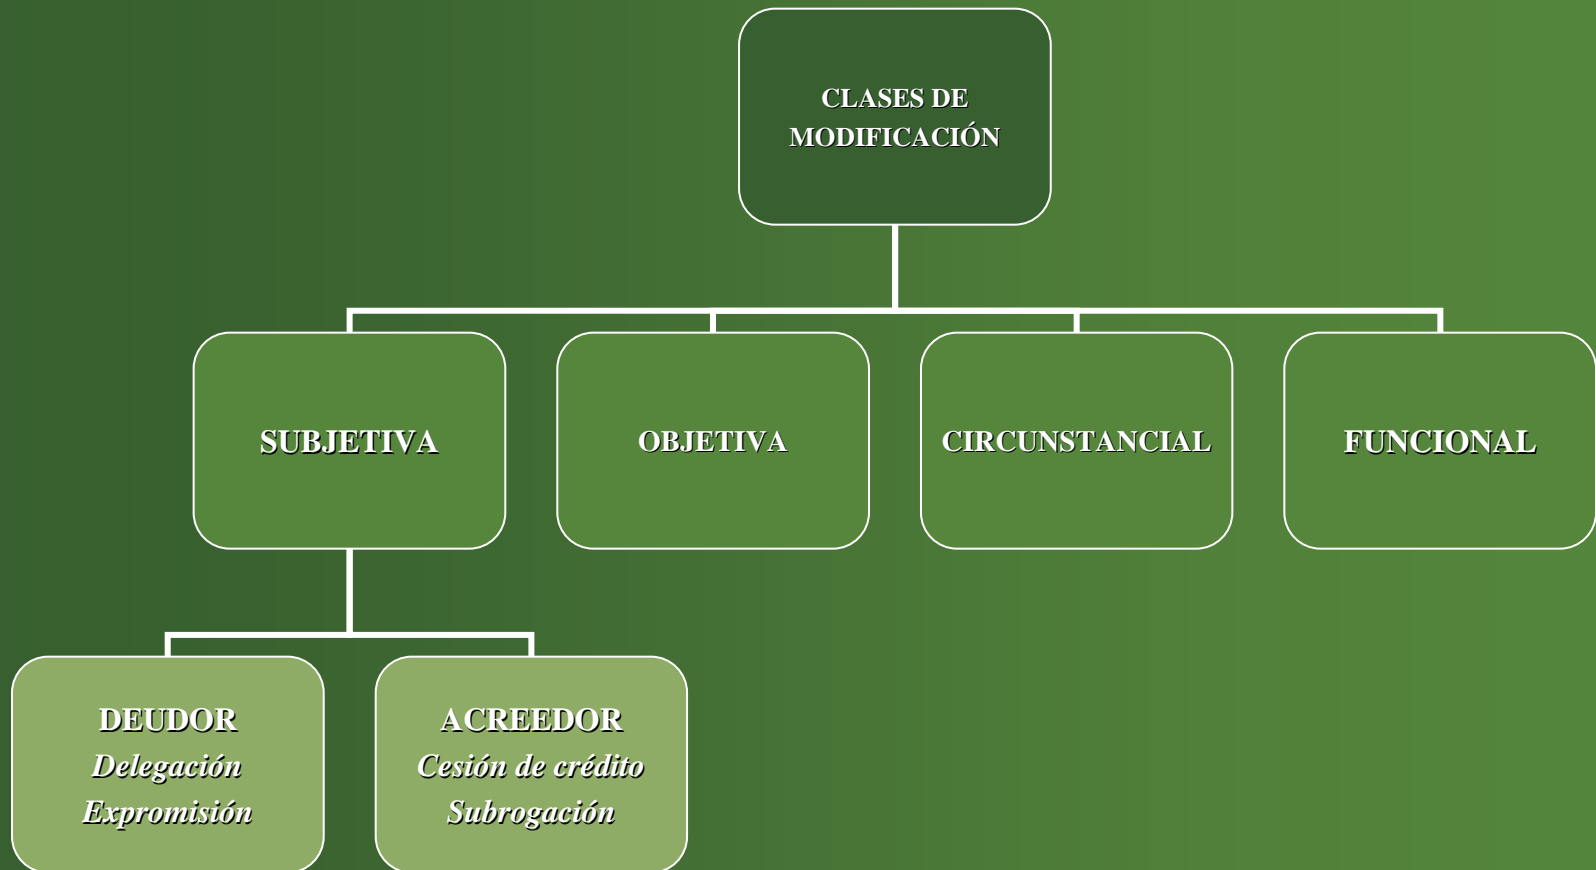 CLASES DE
MODIFICACIÓN
SUBJETIVA
OBJETIVA
CIRCUNSTANCIAL
FUNCIONAL
DEUDOR
Delegación
Expromisión
ACREEDOR
Cesión de crédito
Subrogación